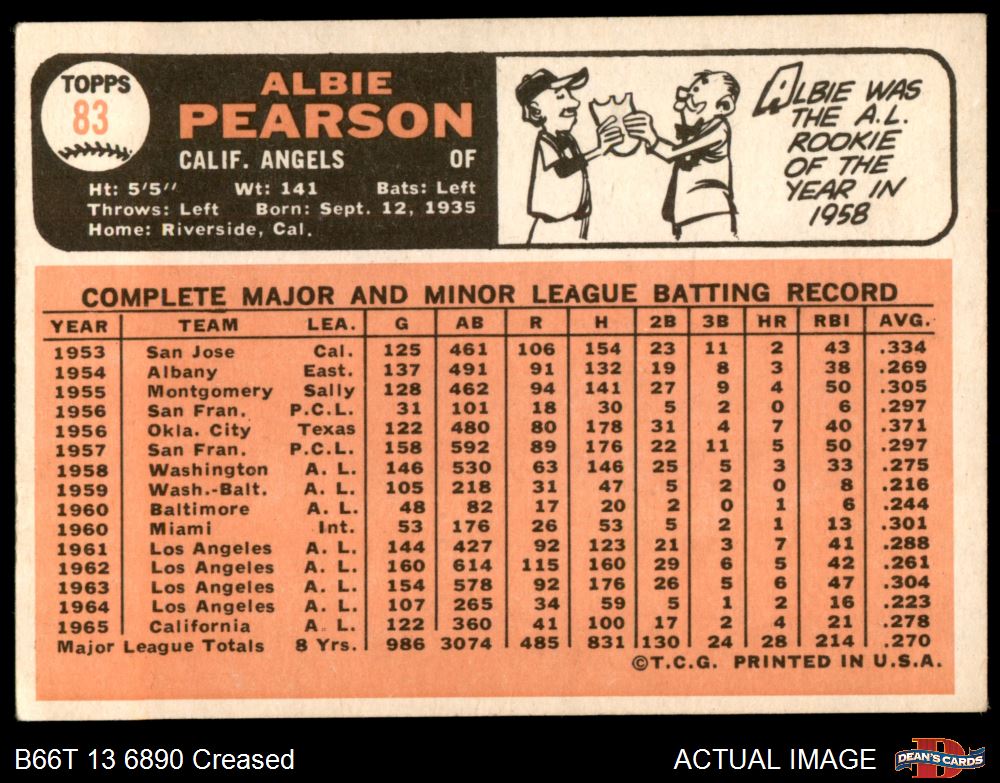 TOPPS
83
ALBIE
PEARSON
CALIF. ANGELS OF
Ht: 5'5" Wt: 141 Bats: Left
Throws: Left Born: Sept. 12, 1935
Home: Riverside, Cal.
ALBIE WAS
THE A.L.
ROOKIE
OF THE
YEAR IN
1958
COMPLETE MAJOR AND MINOR LEAGUE BATTING RECORD
YEAR TEAM LEA. G AB R H 2B 3B HR RBI AVG.
1953 San Jose Cal. 125 461 106 154 23 11 2 43 .334
1954 Albany East. 137 491 91 132 19 8 3 38 .269
1955 Montgomery Sally 128 462 94 141 27 9 4 50 .305
1956 San Fran. P.C.L. 31 101 18 30 5 2 0 6 .297
1956 Okla. City Texas 122 480 80 178 31 4 7 40 .371
1957 San Fran. P.C.L. 158 592 89 176 22 11 5 50 .297
1958 Washington A. L. 146 530 63 146 25 5 3 33 .275
1959 Wash.-Balt. A. L. 105 218 31 47 5 2 0 8 .216
1960 Baltimore A. L. 48 82 17 20 2 0 1 6 .244
1960 Miami Int. 53 176 26 53 5 2 1 13 .301
1961 Los Angeles A. L. 144 427 92 123 21 3 7 41 .288
1962 Los Angeles A. L. 160 614 115 160 29 6 5 42 .261
1963 Los Angeles A. L. 154 578 92 176 26 5 6 47 .304
1964 Los Angeles A. L. 107 265 34 59 5 1 2 16 .223
1965 California A. L. 122 360 41 100 17 2 4 21 .278
Major League Totals 8 Yrs. 986 3074 485 831 130 24 28 214 .270
©T.C.G. PRINTED IN U.S.A.
B66T 13 6890 Creased ACTUAL IMAGE
D
DEAN'S CARDS